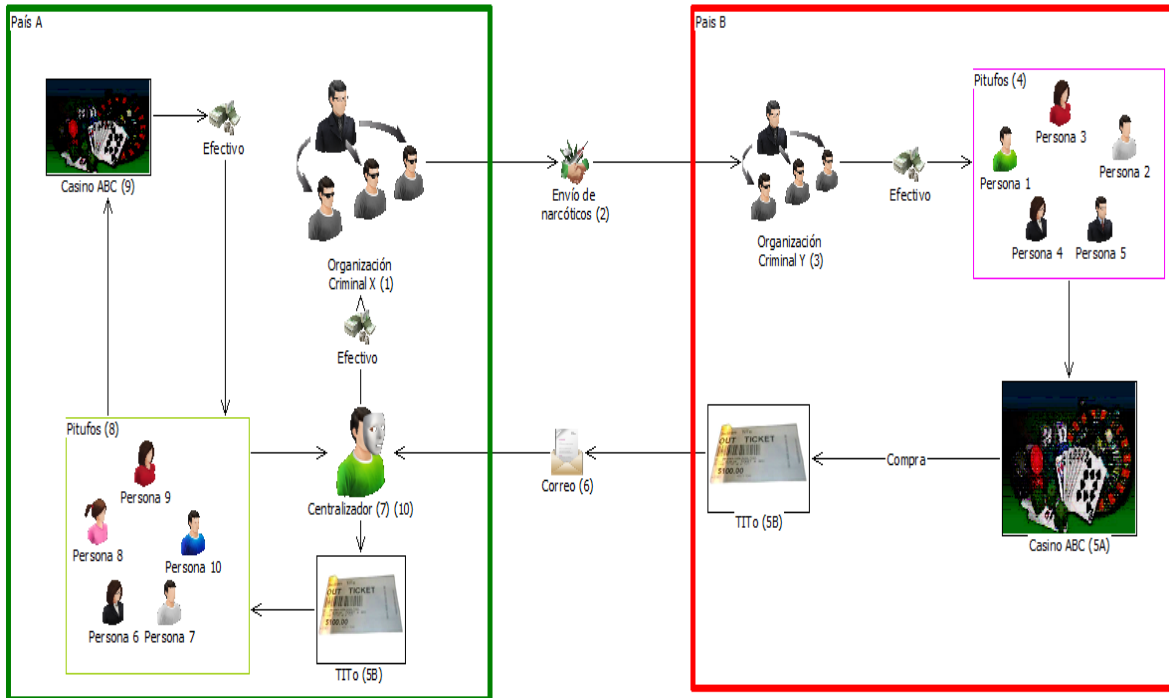 País A
Casino ABC (9)
Efectivo
Organización
Criminal X (1)
Efectivo
Pitufos (8)
Persona 9
Persona 8
Persona 10
Persona 6
Persona 7
Centralizador (7) (10)
OUT TICKET
$100.00
TITo (5B)
Envío de
narcóticos (2)
Correo (6)
Pais B
Organización
Criminal Y (3)
Efectivo
Pitufos (4)
Persona 3
Persona 1
Persona 2
Persona 4
Persona 5
OUT TICKET
$100.00
TITo (5B)
Compra
Casino ABC (5A)